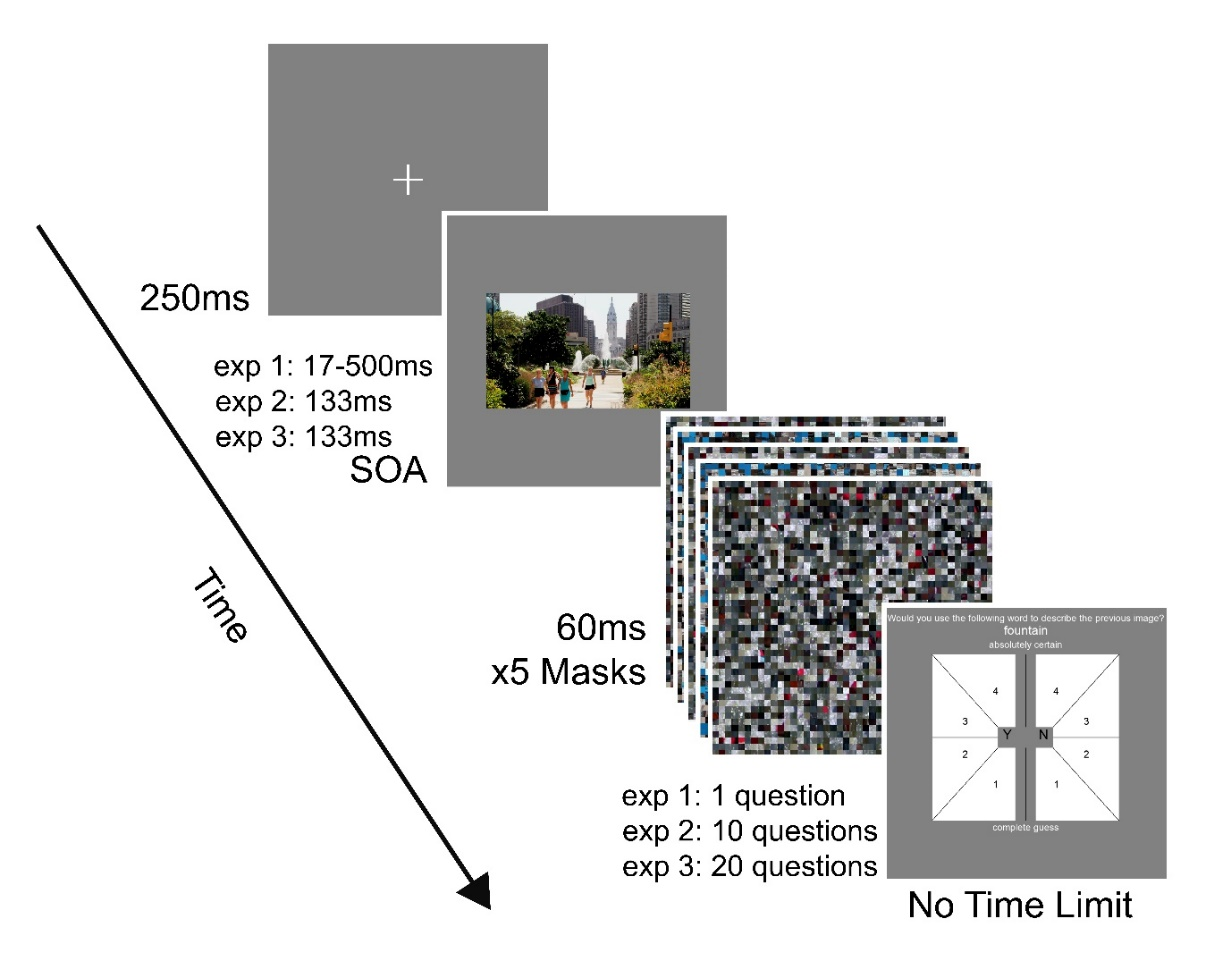 250ms
exp 1: 17-500ms
exp 2: 133ms
exp 3: 133ms
SOA
Time
60ms
x5 Masks
Would you use the following word to describe the previous image?
fountain
absolutely certain
4 4
3 3
Y N
2 2
1 1
complete guess
exp 1: 1 question
exp 2: 10 questions
exp 3: 20 questions
No Time Limit